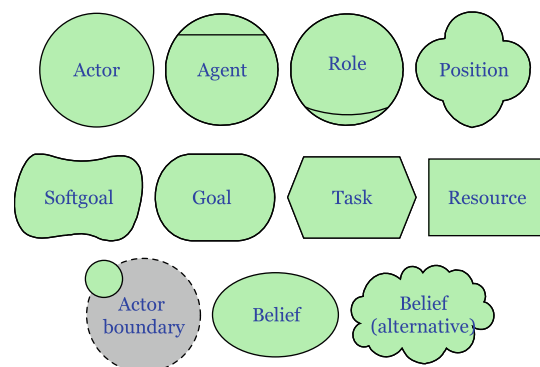 Actor
Agent
Role
Position
Softgoal
Goal
Task
Resource
Actor
boundary
Belief
Belief
(alternative)